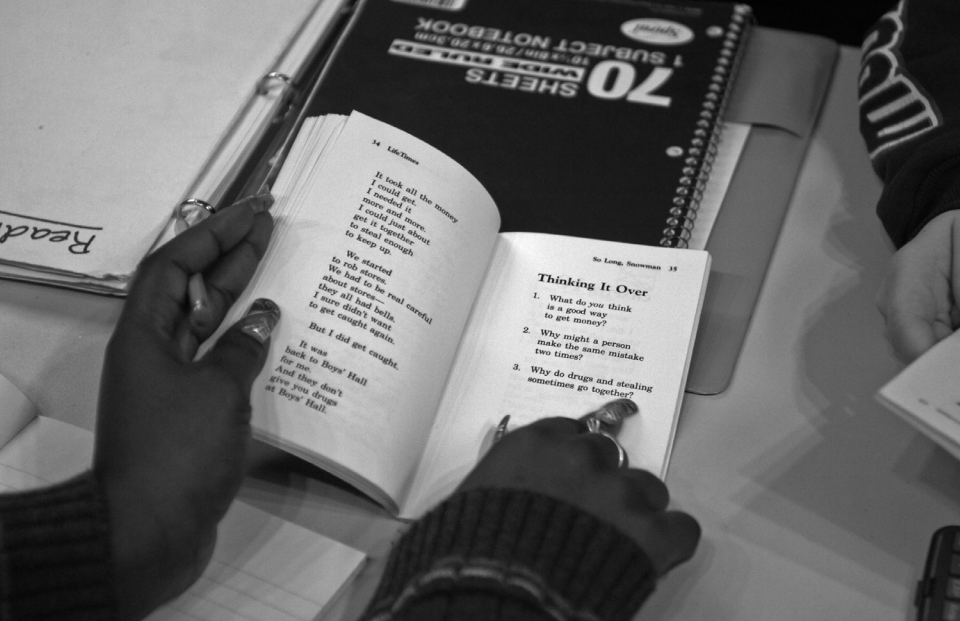 Spiral
1 SUBJECT NOTEBOOK
70
SHEETS
WIDE RULED
34 LifeTimes
It took all the money
I could get.
I needed it
more and more.
I could just about
get it together
to steal enough
to keep up.
We started
to rob stores.
We had to be real careful
about stores—
they all had bells.
I sure didn't want
to get caught again.
But I did get caught.
It was
back to Boys' Hall
for me.
And they don't
give you drugs
at Boys' Hall.
So Long, Snowman 35
Thinking It Over
1. What do you think
is a good way
to get money?
2. Why might a person
make the same mistake
two times?
3. Why do drugs and stealing
sometimes go together?